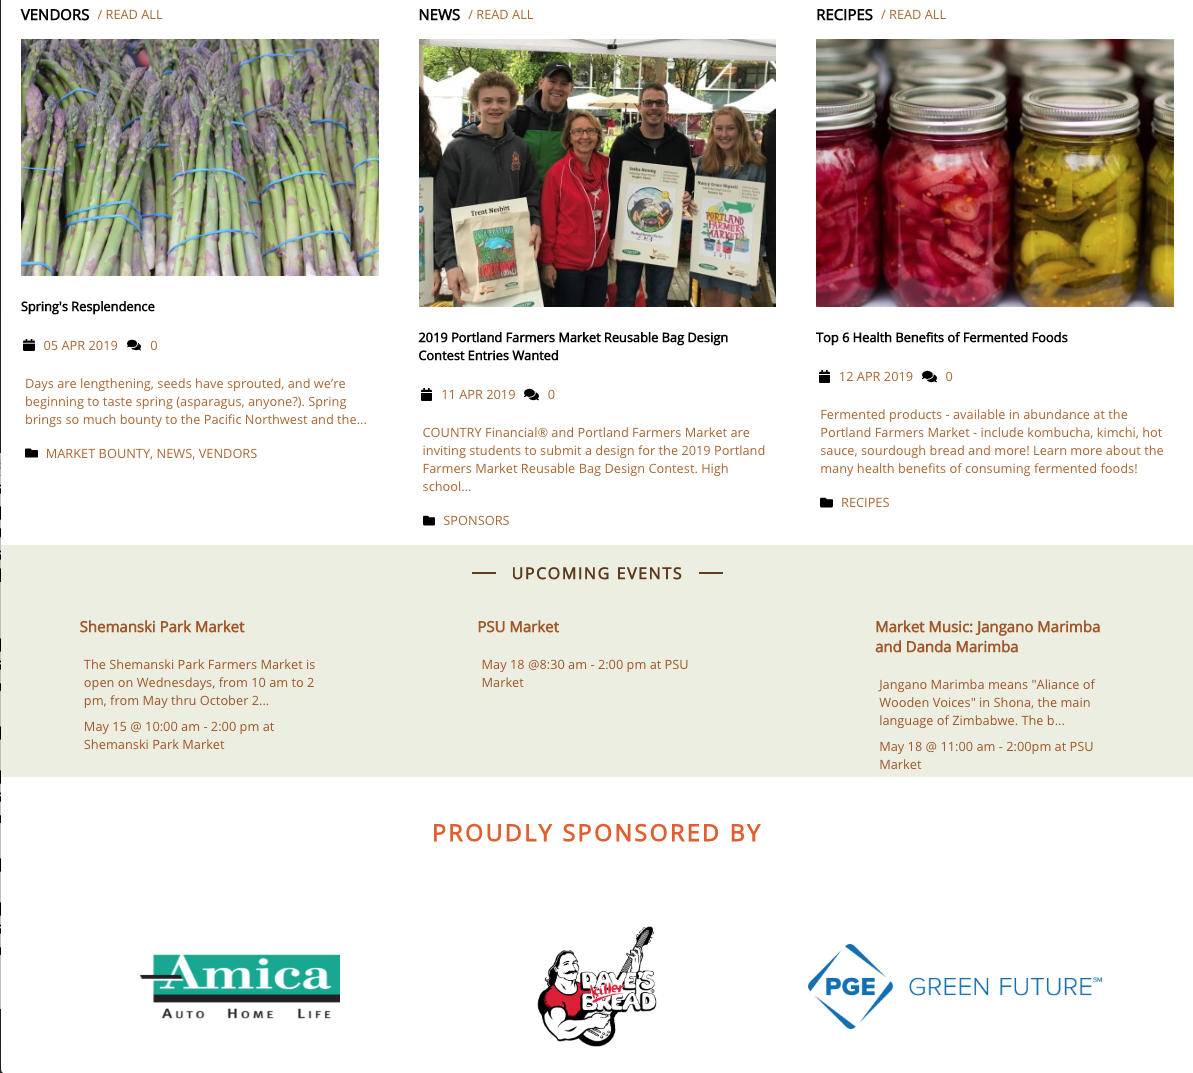 VENDORS / READ ALL
Spring's Resplendence
05 APR 2019 0
Days are lengthening, seeds have sprouted, and we’re
beginning to taste spring (asparagus, anyone?). Spring
brings so much bounty to the Pacific Northwest and the...
MARKET BOUNTY, NEWS, VENDORS
NEWS / READ ALL
Trent Nesbitt
PORTLAND
FARMERS
MARKET
2019 Portland Farmers Market Reusable Bag Design
Contest Entries Wanted
11 APR 2019 0
COUNTRY Financial® and Portland Farmers Market are
inviting students to submit a design for the 2019 Portland
Farmers Market Reusable Bag Design Contest. High
school...
SPONSORS
RECIPES / READ ALL
Top 6 Health Benefits of Fermented Foods
12 APR 2019 0
Fermented products - available in abundance at the
Portland Farmers Market - include kombucha, kimchi, hot
sauce, sourdough bread and more! Learn more about the
many health benefits of consuming fermented foods!
RECIPES
UPCOMING EVENTS
Shemanski Park Market
The Shemanski Park Farmers Market is
open on Wednesdays, from 10 am to 2
pm, from May thru October 2...
May 15 @ 10:00 am - 2:00 pm at
Shemanski Park Market
PSU Market
May 18 @8:30 am - 2:00 pm at PSU
Market
Market Music: Jangano Marimba
and Danda Marimba
Jangano Marimba means "Aliance of
Wooden Voices" in Shona, the main
language of Zimbabwe. The b...
May 18 @ 11:00 am - 2:00pm at PSU
Market
PROUDLY SPONSORED BY
Amica
AUTO HOME LIFE
DAVE'S
killer
BREAD
PGE GREEN FUTURE℠